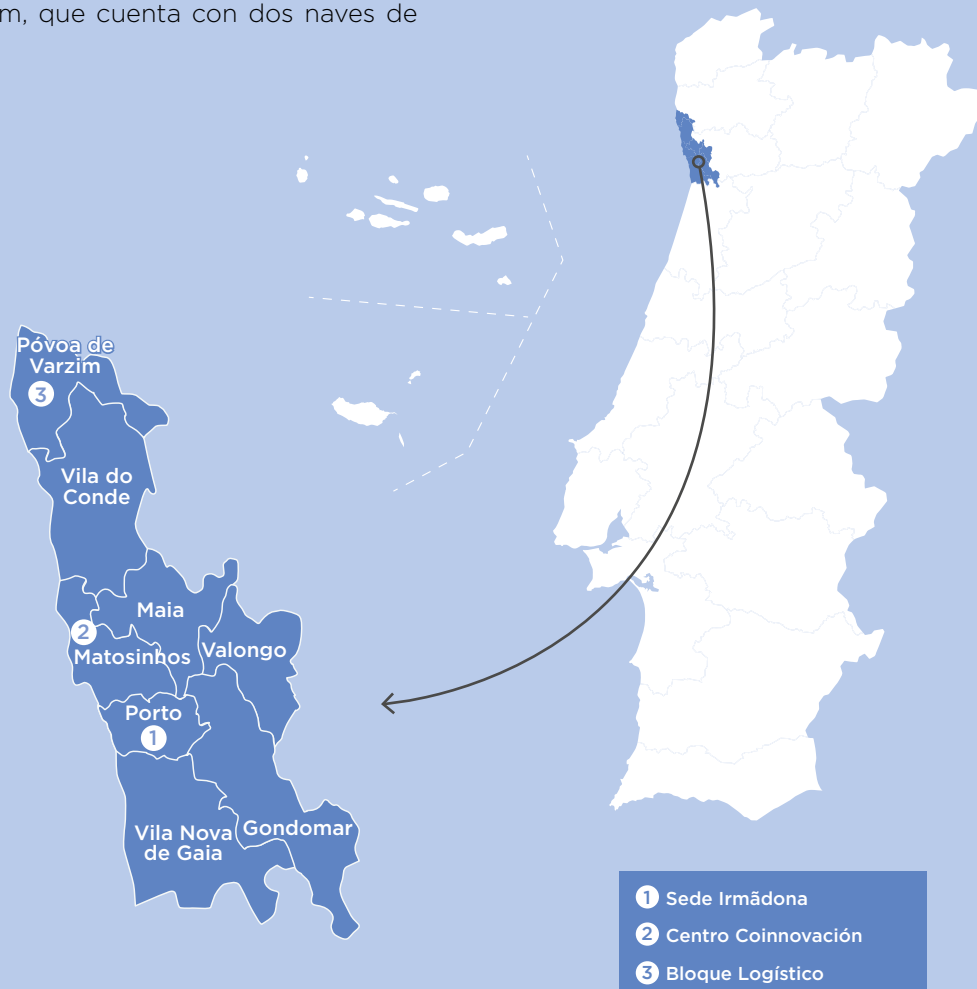 m, que cuenta con dos naves de
Póvoa de
Varzim
3
Vila do
Conde
Maia
2
Matosinhos
Valongo
Porto
1
Vila Nova
de Gaia
Gondomar
1 Sede Irmãdona
2 Centro Coinnovación
3 Bloque Logístico